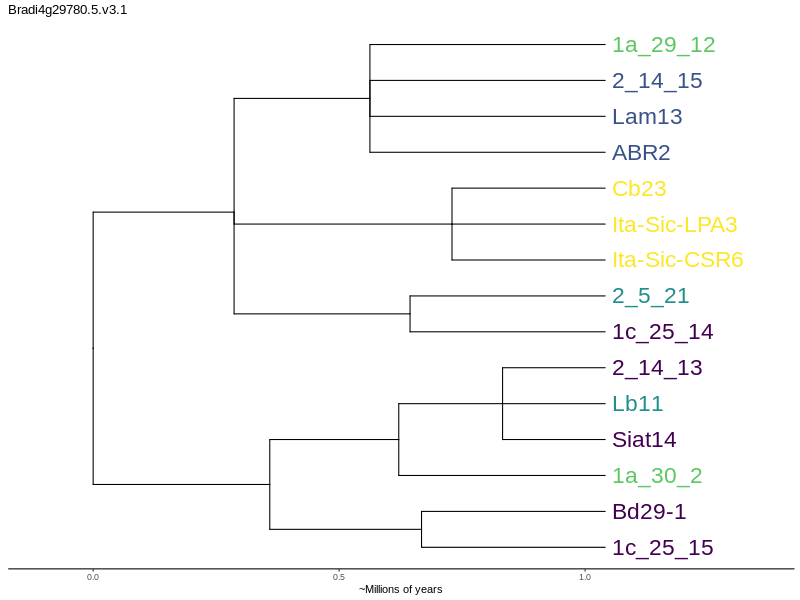 Bradi4g29780.5.v3.1
1a_29_12
2_14_15
Lam13
ABR2
Cb23
Ita-Sic-LPA3
Ita-Sic-CSR6
2_5_21
1c_25_14
2_14_13
Lb11
Siat14
1a_30_2
Bd29-1
1c_25_15
0.0 0.5 1.0
~Millions of years